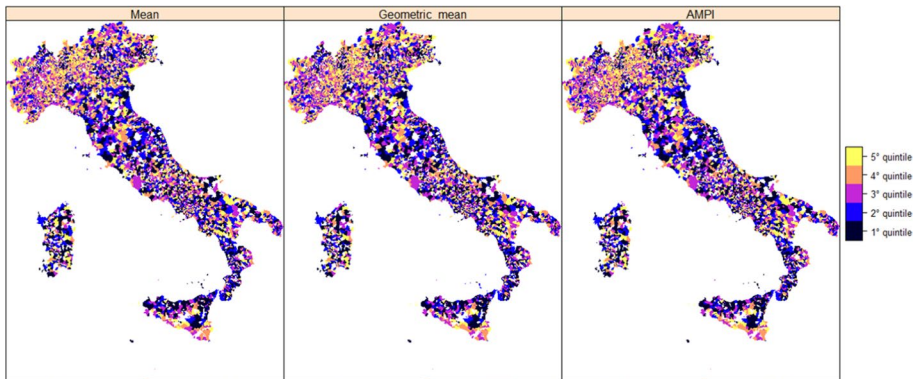 Mean
Geometric mean
AMPI
5° quintile
4° quintile
3° quintile
2° quintile
1° quintile